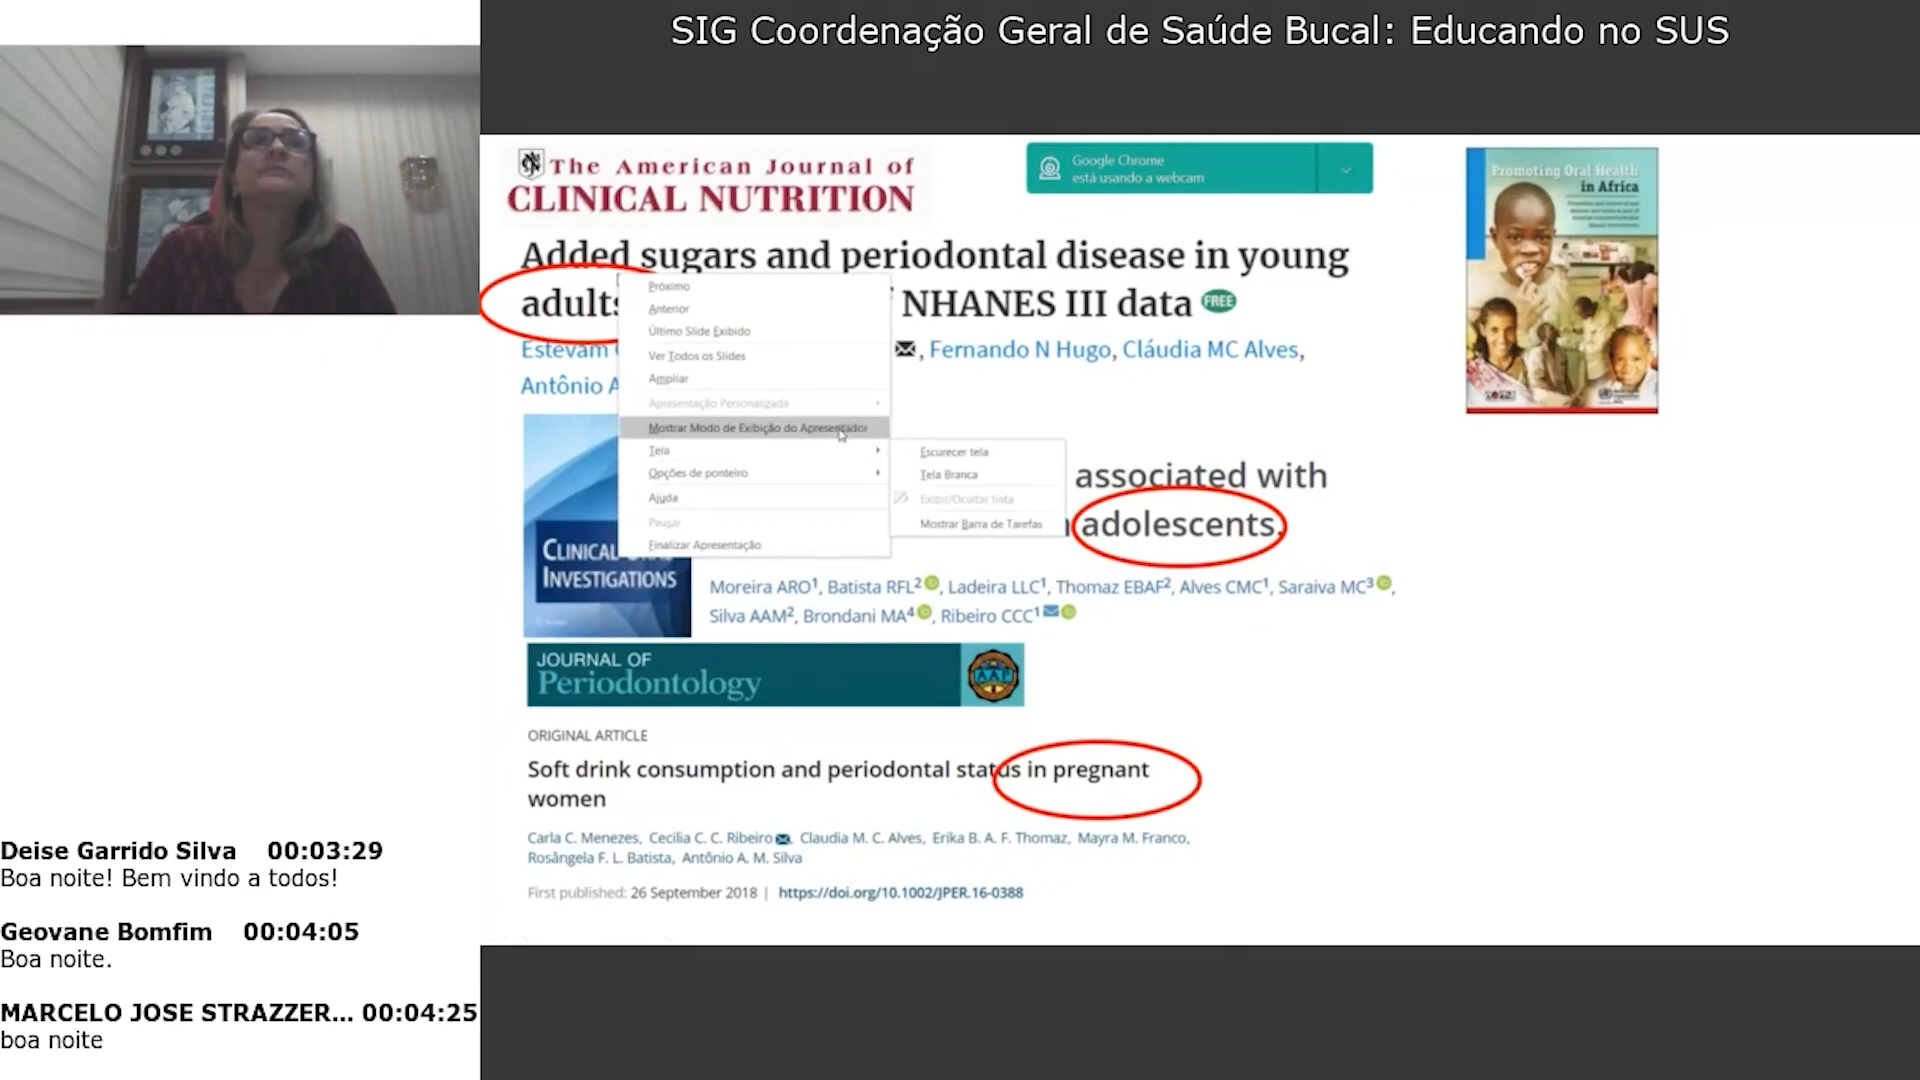 SIG Coordenação Geral de Saúde Bucal: Educando no SUS
The American Journal of
CLINICAL NUTRITION
Google Chrome
está usando a webcam
Promoting Oral Health
in Africa
Added sugars and periodontal disease in young
adults NHANES III data FREE
Estevam , Fernando N Hugo, Cláudia MC Alves,
Antônio A
Próximo
Anterior
Último Slide Exibido
Ver Todos os Slides
Ampliar
Apresentação Personalizada
Mostrar Modo de Exibição do Apresentador
Tela
Opções de ponteiro
Ajuda
Pausar
Finalizar Apresentação
Escurecer tela
Tela Branca
Exibir/Ocultar tinta
Mostrar Barra de Tarefas
associated with
adolescents.
CLINICAL
INVESTIGATIONS
Moreira ARO1, Batista RFL2, Ladeira LLC1, Thomaz EBAF2, Alves CMC1, Saraiva MC3,
Silva AAM2, Brondani MA4, Ribeiro CCC1
JOURNAL OF
Periodontology
AAP
ORIGINAL ARTICLE
Soft drink consumption and periodontal status in pregnant
women
Carla C. Menezes, Cecilia C. C. Ribeiro, Claudia M. C. Alves, Erika B. A. F. Thomaz, Mayra M. Franco,
Rosângela F. L. Batista, Antônio A. M. Silva
First published: 26 September 2018 | https://doi.org/10.1002/JPER.16-0388
Deise Garrido Silva 00:03:29
Boa noite! Bem vindo a todos!
Geovane Bomfim 00:04:05
Boa noite.
MARCELO JOSE STRAZZER... 00:04:25
boa noite